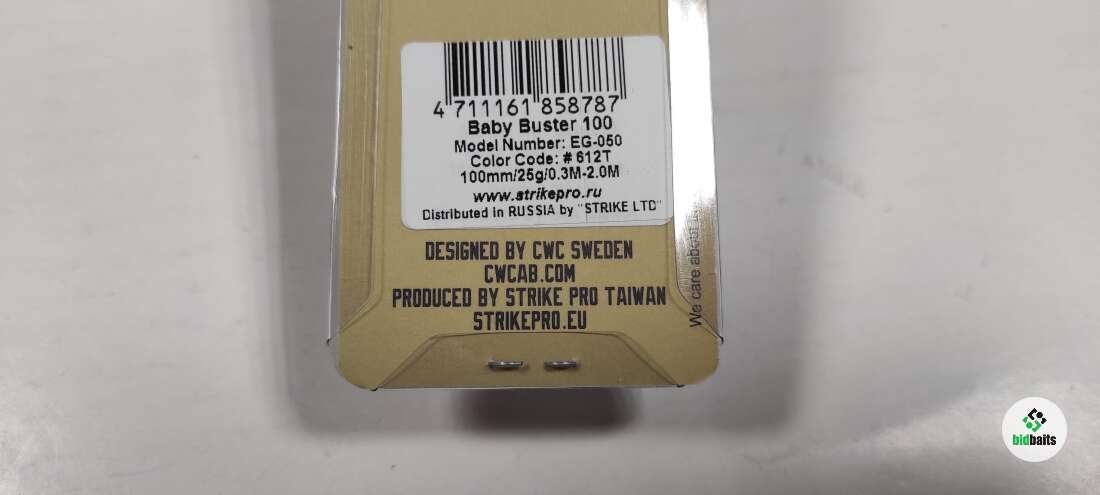 4 711161 858787
Baby Buster 100
Model Number: EG-050
Color Code: # 612T
100mm/25g/0.3M-2.0M
www.strikepro.ru
Distributed in RUSSIA by "STRIKE LTD"
DESIGNED BY CWC SWEDEN
CWCAB.COM
PRODUCED BY STRIKE PRO TAIWAN
STRIKEPRO.EU
We care about
bidbaits